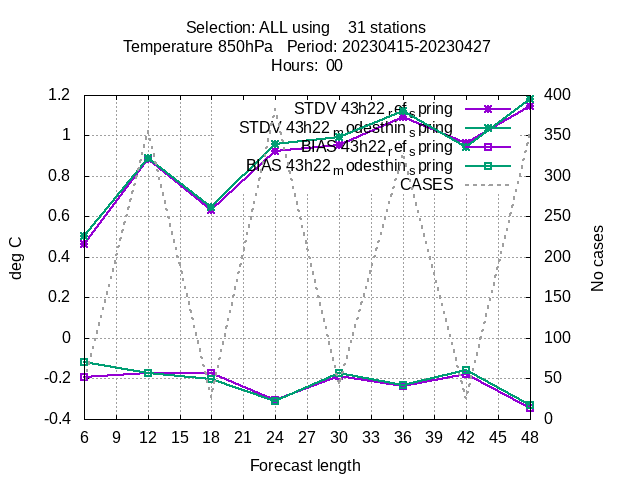 Selection: ALL using    31 stations
Temperature 850hPa   Period: 20230415-20230427
Hours:  00
STDV 43h22_ref_spring
STDV 43h22_modesthin_spring
BIAS 43h22_ref_spring
BIAS 43h22_modesthin_spring
CASES
deg C
1.2
1
0.8
0.6
0.4
0.2
0
-0.2
-0.4
No cases
400
350
300
250
200
150
100
50
0
6 9 12 15 18 21 24 27 30 33 36 39 42 45 48
Forecast length